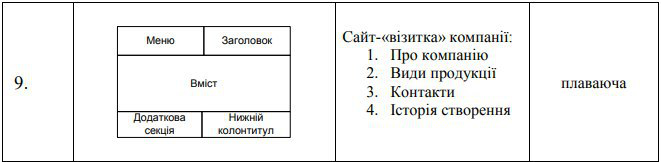 9.
Меню
Заголовок
Вміст
Додаткова
секція
Нижній
колонтитул
Сайт-«візитка» компанії:
1. Про компанію
2. Види продукції
3. Контакти
4. Історія створення
плаваюча